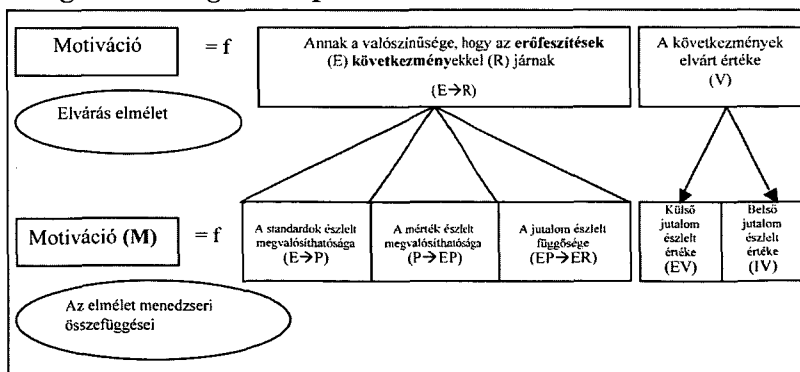 Motiváció
= f
Annak a valószínűsége, hogy az erőfeszítések
(E) következményekkel (R) járnak
(E→R)
A következmények
elvárt értéke
(V)
Elvárás elmélet
Motiváció (M)
= f
A standardok észlelt
megvalósíthatósága
(E→P)
A mérték észlelt
megvalósíthatósága
(P→EP)
A jutalom észlelt
függősége
(EP→ER)
Külső
jutalom
észlelt
értéke
(EV)
Belső
jutalom
észlelt
értéke
(IV)
Az elmélet menedzseri
összefüggései